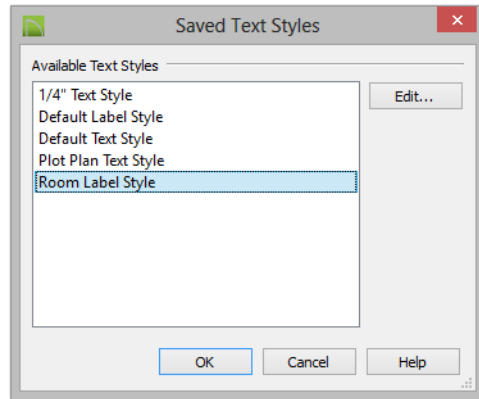 Saved Text Styles
Available Text Styles
1/4" Text Style
Default Label Style
Default Text Style
Plot Plan Text Style
Room Label Style
Edit...
OK Cancel Help